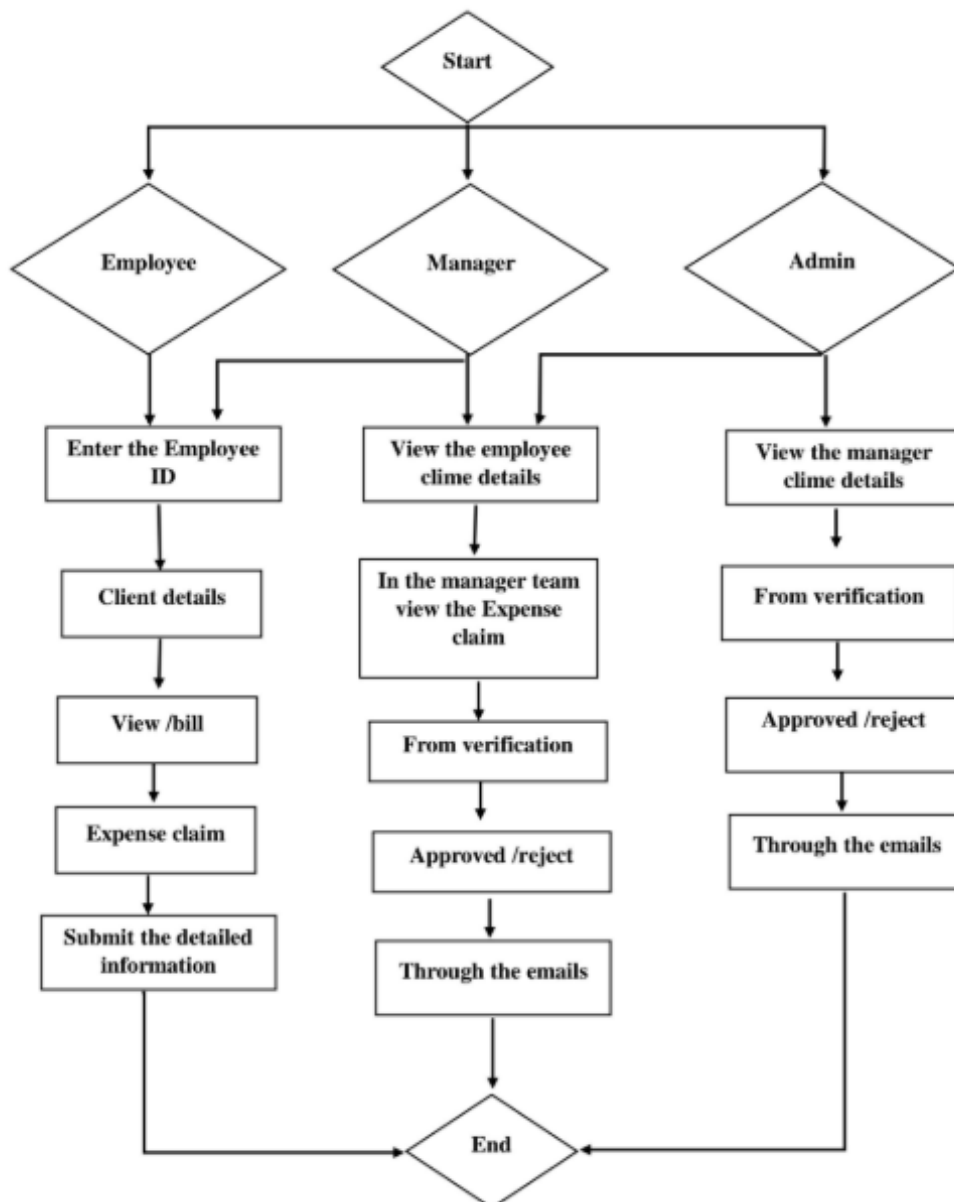 Start
Employee
Manager
Admin
Enter the Employee
ID
View the employee
clime details
View the manager
clime details
Client details
In the manager team
view the Expense
claim
From verification
View /bill
From verification
Approved /reject
Expense claim
Approved /reject
Through the emails
Submit the detailed
information
Through the emails
End